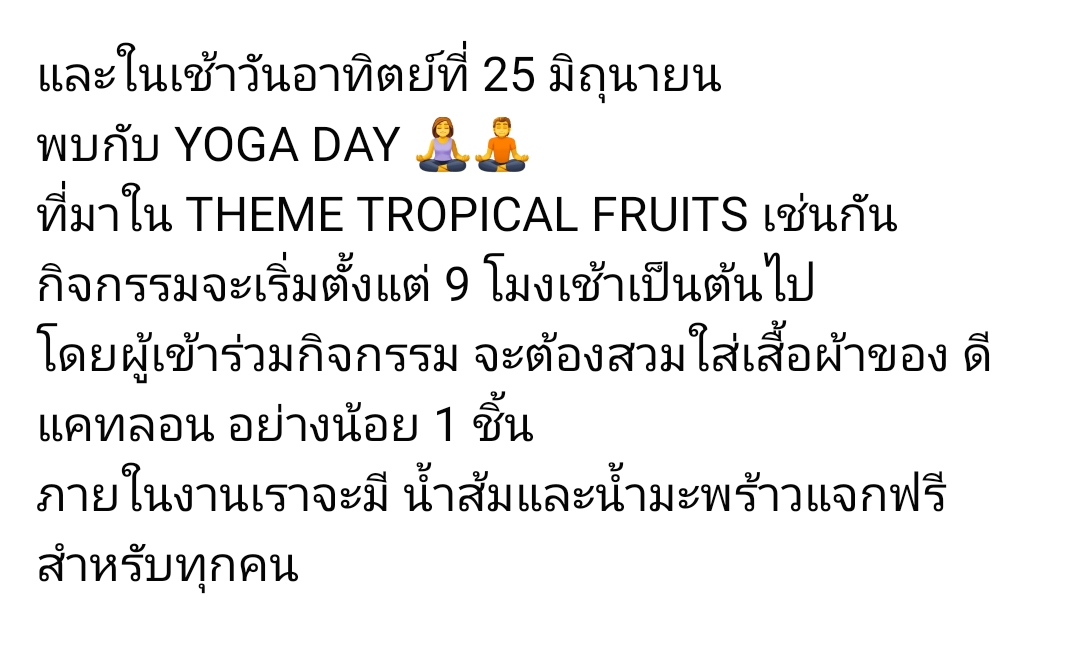 และในเช้าวันอาทิตย์ที่ 25 มิถุนายน
พบกับ YOGA DAY 🧘‍♀️🧘‍♂️
ที่มาใน THEME TROPICAL FRUITS เช่นกัน
กิจกรรมจะเริ่มตั้งแต่ 9 โมงเช้าเป็นต้นไป
โดยผู้เข้าร่วมกิจกรรม จะต้องสวมใส่เสื้อผ้าของ ดี
แคทลอน อย่างน้อย 1 ชิ้น
ภายในงานเราจะมี น้ำส้มและน้ำมะพร้าวแจกฟรี
สำหรับทุกคน